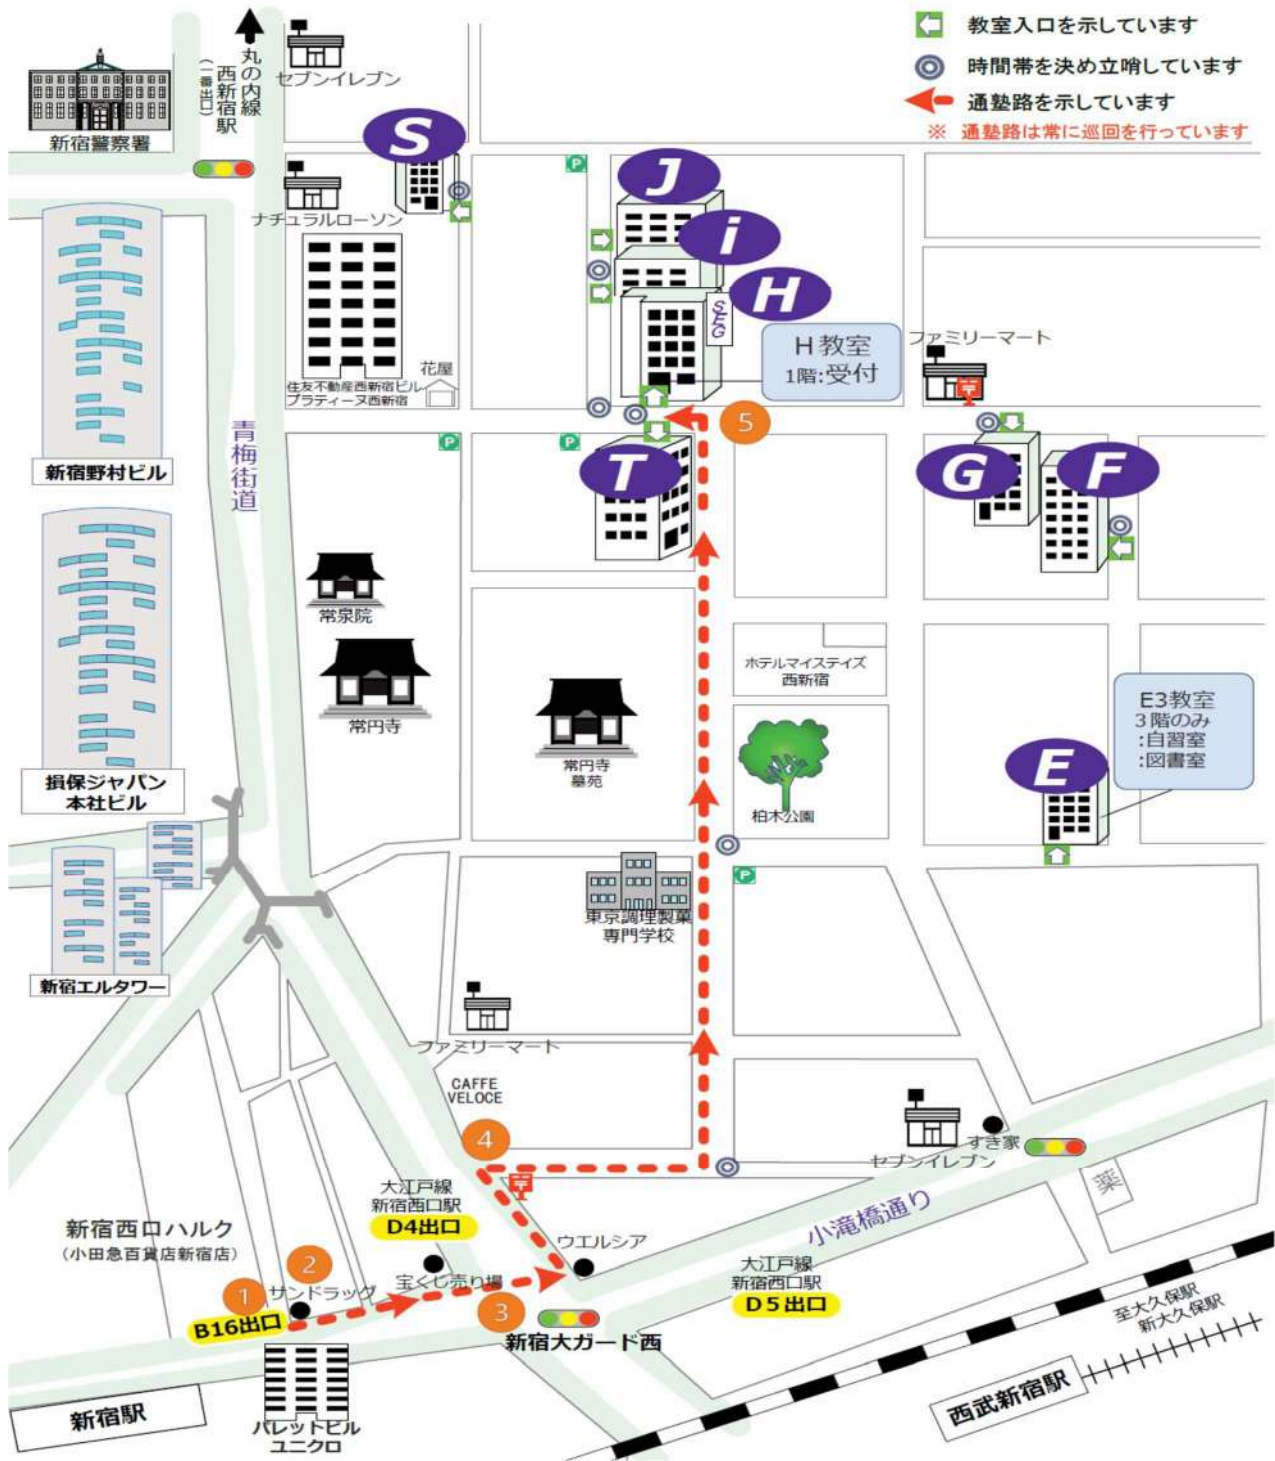 教室入口を示しています
時間帯を決め立哨しています
通塾路を示しています
※ 通塾路は常に巡回を行っています
丸の内線
西新宿駅
(一番出口)
セブンイレブン
新宿警察署
S
P
J
ナチュラルローソン
i
H
SEG
H教室
1階:受付
ファミリーマート
〒
花屋
住友不動産西新宿ビル
プラティーヌ西新宿
5
青梅街道
P
P
T
G
F
新宿野村ビル
常泉院
ホテルマイステイズ
西新宿
常円寺
E3教室
3階のみ
:自習室
:図書室
常円寺
墓苑
E
損保ジャパン
本社ビル
柏木公園
P
東京調理製菓
専門学校
新宿エルタワー
ファミリーマート
CAFFE
VELOCE
4
すき家
セブンイレブン
〒
薬
大江戸線
新宿西口駅
D4出口
小滝橋通り
新宿西口ハルク
(小田急百貨店新宿店)
ウエルシア
大江戸線
新宿西口駅
D5出口
2
宝くじ売り場
1
サンドラッグ
3
B16出口
新宿大ガード西
至大久保駅
新大久保駅
新宿駅
パレットビル
ユニクロ
西武新宿駅